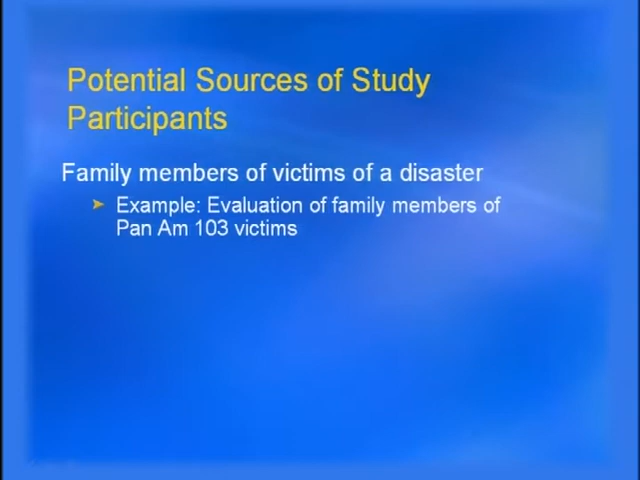 Potential Sources of Study
Participants
Family members of victims of a disaster
Example: Evaluation of family members of
Pan Am 103 victims